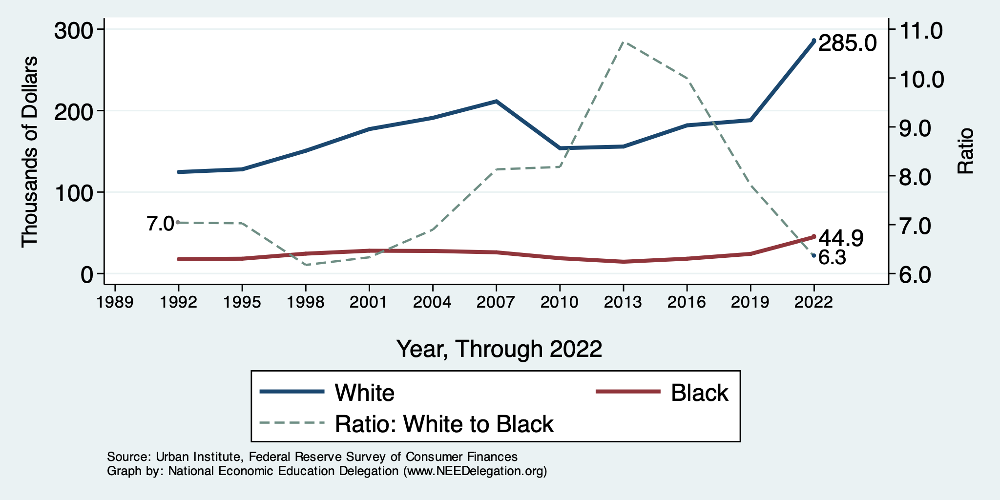 300
200
100
0
Thousands of Dollars
11.0
10.0
9.0
8.0
7.0
6.0
Ratio
285.0
44.9
6.3
7.0
1989 1992 1995 1998 2001 2004 2007 2010 2013 2016 2019 2022
Year, Through 2022
White Black
Ratio: White to Black
Source: Urban Institute, Federal Reserve Survey of Consumer Finances
Graph by: National Economic Education Delegation (www.NEEDelegation.org)